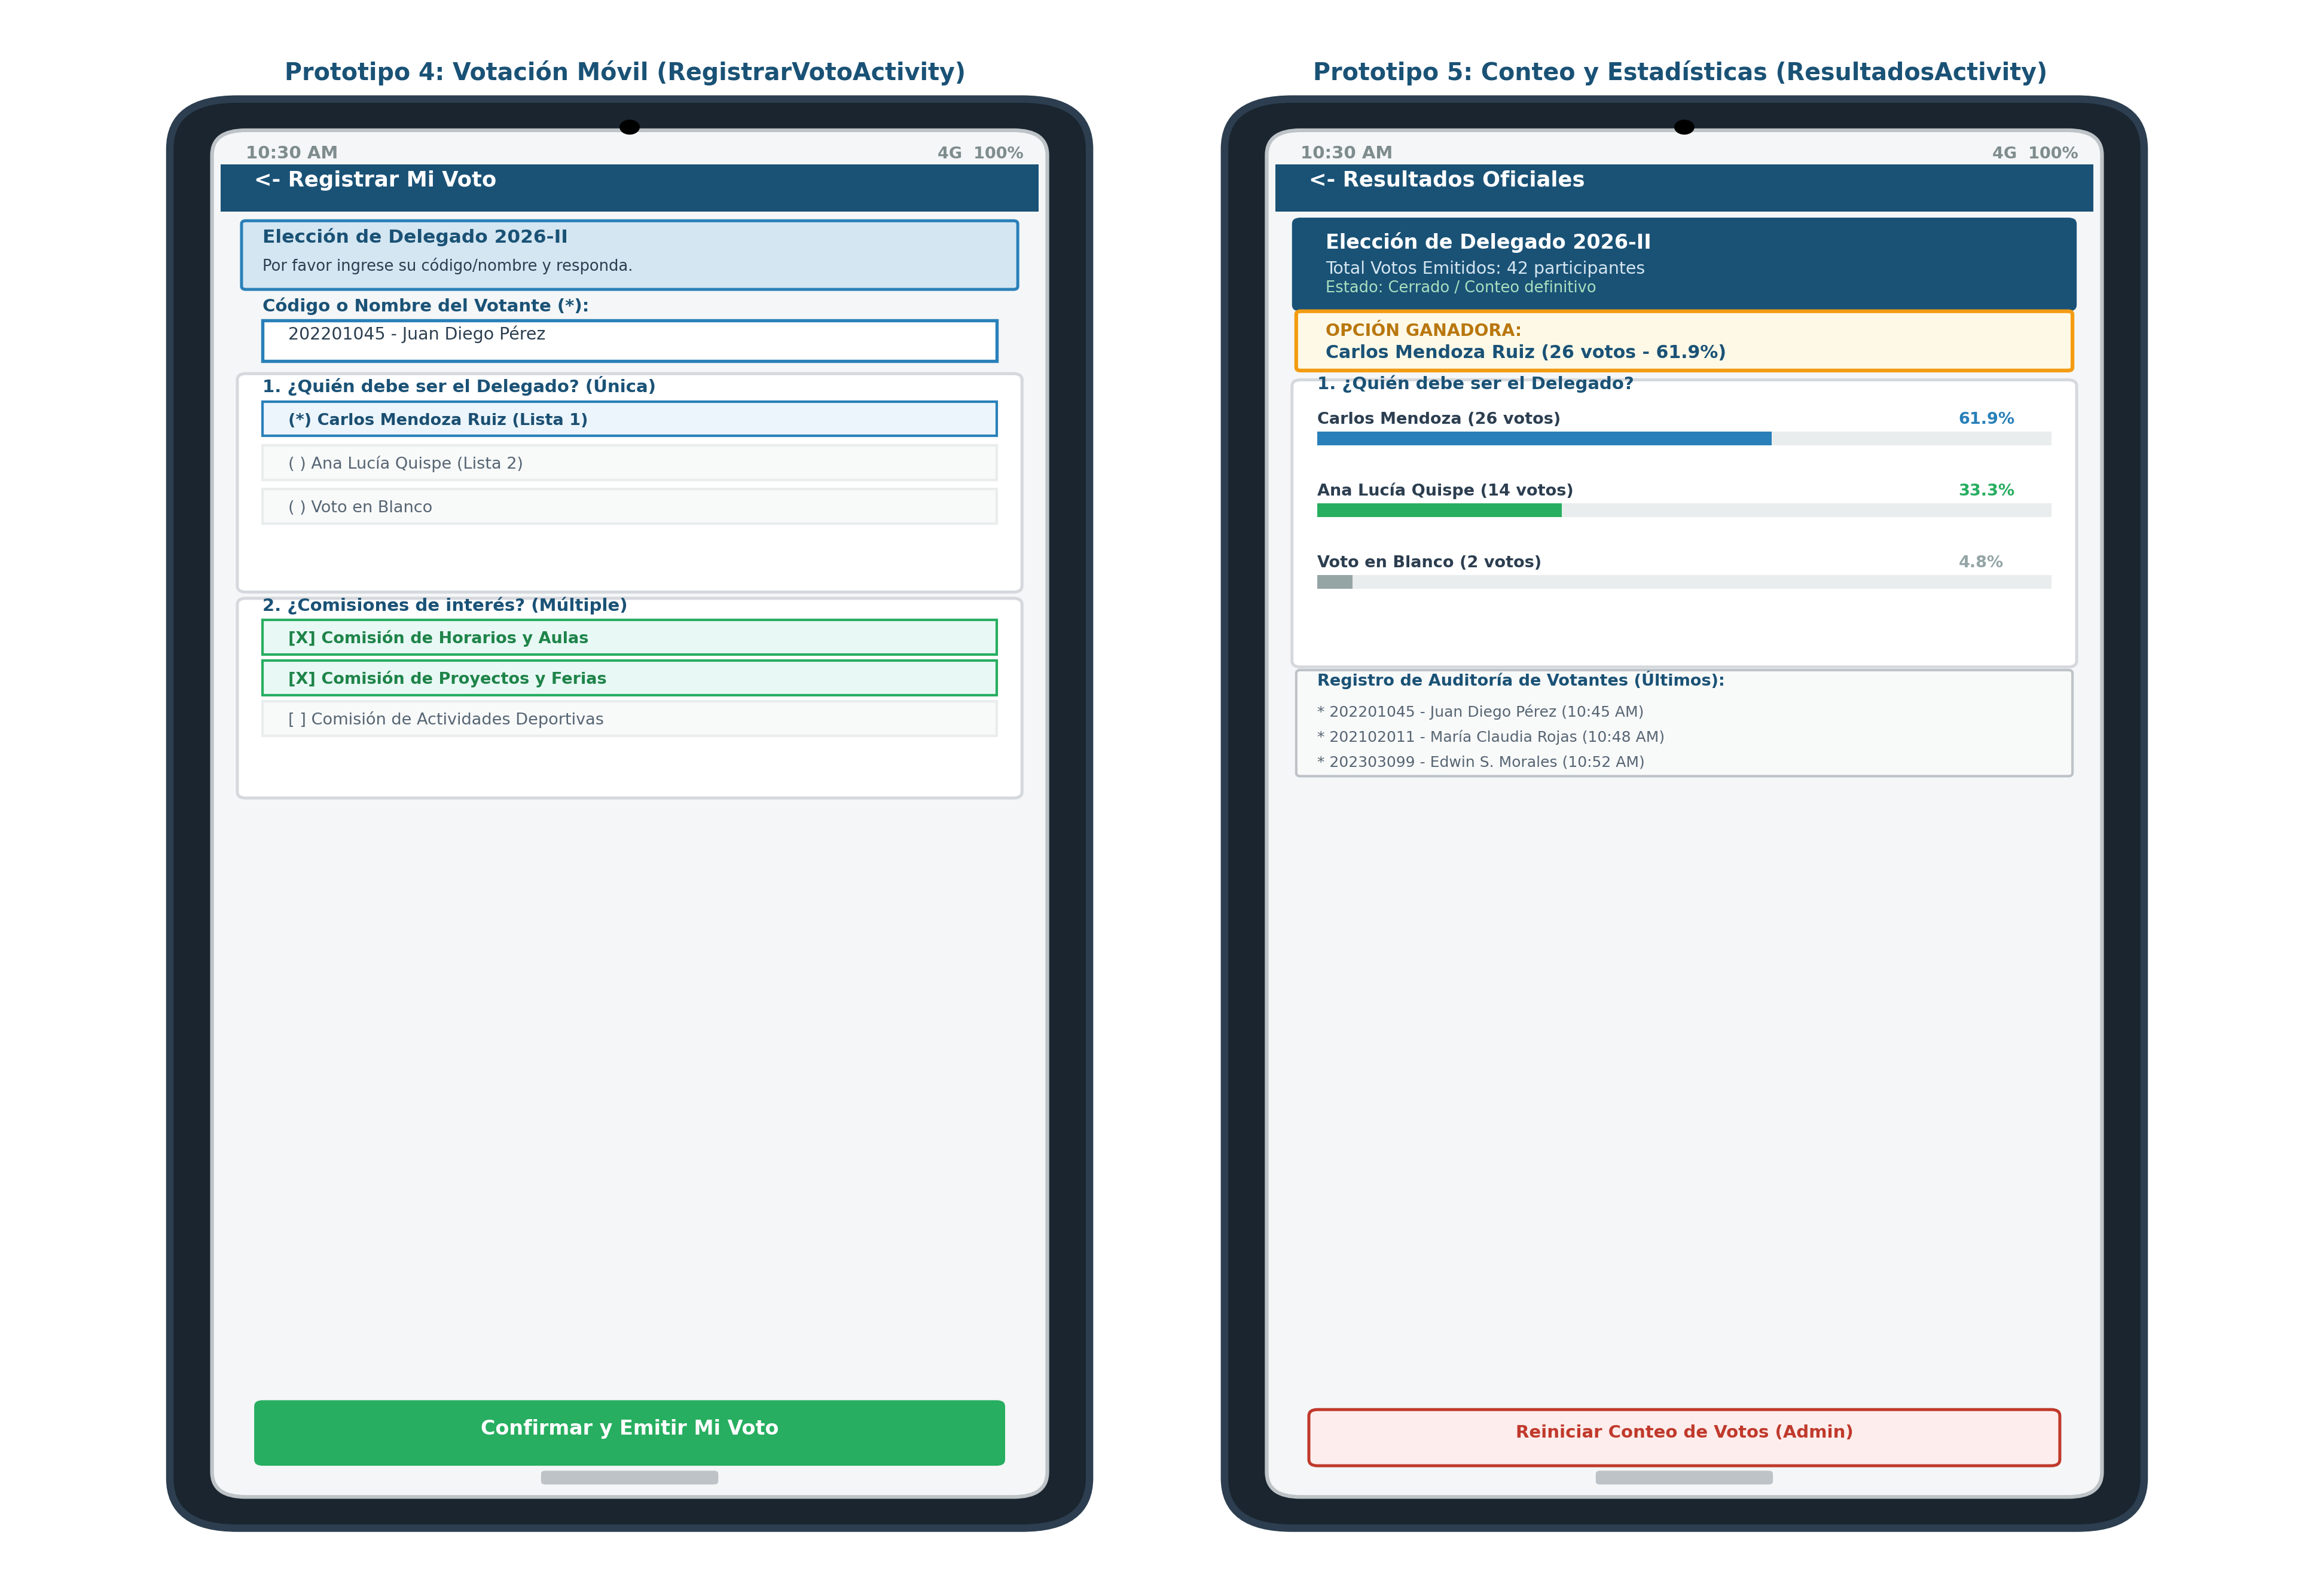 Prototipo 4: Votación Móvil (RegistrarVotoActivity)
10:30 AM
4G 100%
<- Registrar Mi Voto
Elección de Delegado 2026-II
Por favor ingrese su código/nombre y responda.
Código o Nombre del Votante (*):
202201045 - Juan Diego Pérez
1. ¿Quién debe ser el Delegado? (Única)
(*) Carlos Mendoza Ruiz (Lista 1)
( ) Ana Lucía Quispe (Lista 2)
( ) Voto en Blanco
2. ¿Comisiones de interés? (Múltiple)
[X] Comisión de Horarios y Aulas
[X] Comisión de Proyectos y Ferias
[ ] Comisión de Actividades Deportivas
Confirmar y Emitir Mi Voto
Prototipo 5: Conteo y Estadísticas (ResultadosActivity)
10:30 AM
4G 100%
<- Resultados Oficiales
Elección de Delegado 2026-II
Total Votos Emitidos: 42 participantes
Estado: Cerrado / Conteo definitivo
OPCIÓN GANADORA:
Carlos Mendoza Ruiz (26 votos - 61.9%)
1. ¿Quién debe ser el Delegado?
Carlos Mendoza (26 votos) 61.9%
Ana Lucía Quispe (14 votos) 33.3%
Voto en Blanco (2 votos) 4.8%
Registro de Auditoría de Votantes (Últimos):
* 202201045 - Juan Diego Pérez (10:45 AM)
* 202102011 - María Claudia Rojas (10:48 AM)
* 202303099 - Edwin S. Morales (10:52 AM)
Reiniciar Conteo de Votos (Admin)